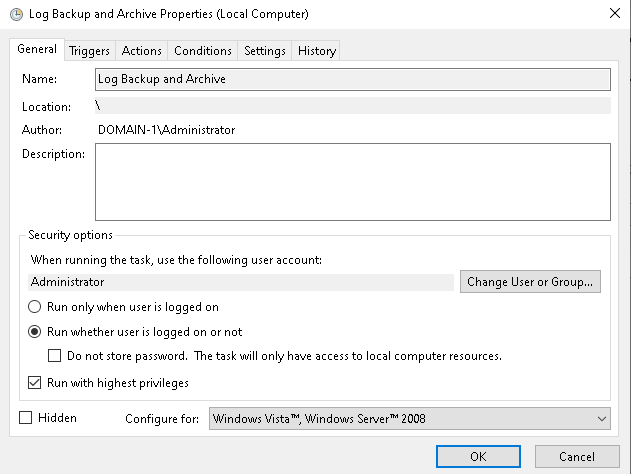 Log Backup and Archive Properties (Local Computer)
General Triggers Actions Conditions Settings History
Name: Log Backup and Archive
Location: \
Author: DOMAIN-1\Administrator
Description:
Security options
When running the task, use the following user account:
Administrator Change User or Group...
Run only when user is logged on
Run whether user is logged on or not
Do not store password. The task will only have access to local computer resources.
Run with highest privileges
Hidden Configure for: Windows Vista™, Windows Server™ 2008
OK Cancel